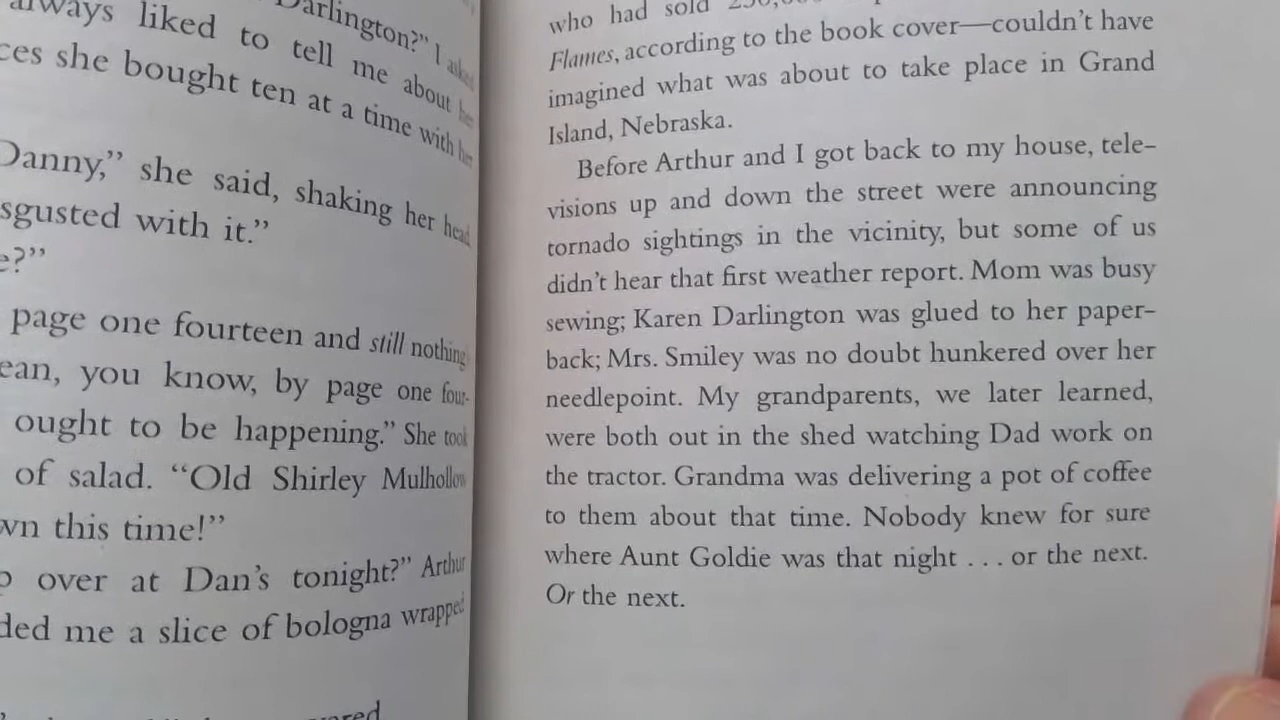 Darlington?" I asked
always liked to tell me about her
ces she bought ten at a time with her
Danny," she said, shaking her head
sgusted with it."
e?"
page one fourteen and still nothing
ean, you know, by page one four-
ought to be happening." She took
of salad. "Old Shirley Mulhollow
wn this time!"
over at Dan's tonight?" Arthur
ded me a slice of bologna wrapped
who had sold
Flames, according to the book cover—couldn't have
imagined what was about to take place in Grand
Island, Nebraska.
Before Arthur and I got back to my house, tele-
visions up and down the street were announcing
tornado sightings in the vicinity, but some of us
didn't hear that first weather report. Mom was busy
sewing; Karen Darlington was glued to her paper-
back; Mrs. Smiley was no doubt hunkered over her
needlepoint. My grandparents, we later learned,
were both out in the shed watching Dad work on
the tractor. Grandma was delivering a pot of coffee
to them about that time. Nobody knew for sure
where Aunt Goldie was that night . . . or the next.
Or the next.